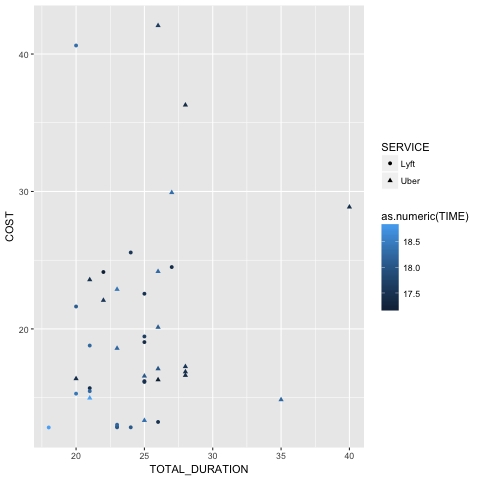 40
30
20
COST
20
25
30
35
40
TOTAL_DURATION
SERVICE
Lyft
Uber
as.numeric(TIME)
18.5
18.0
17.5